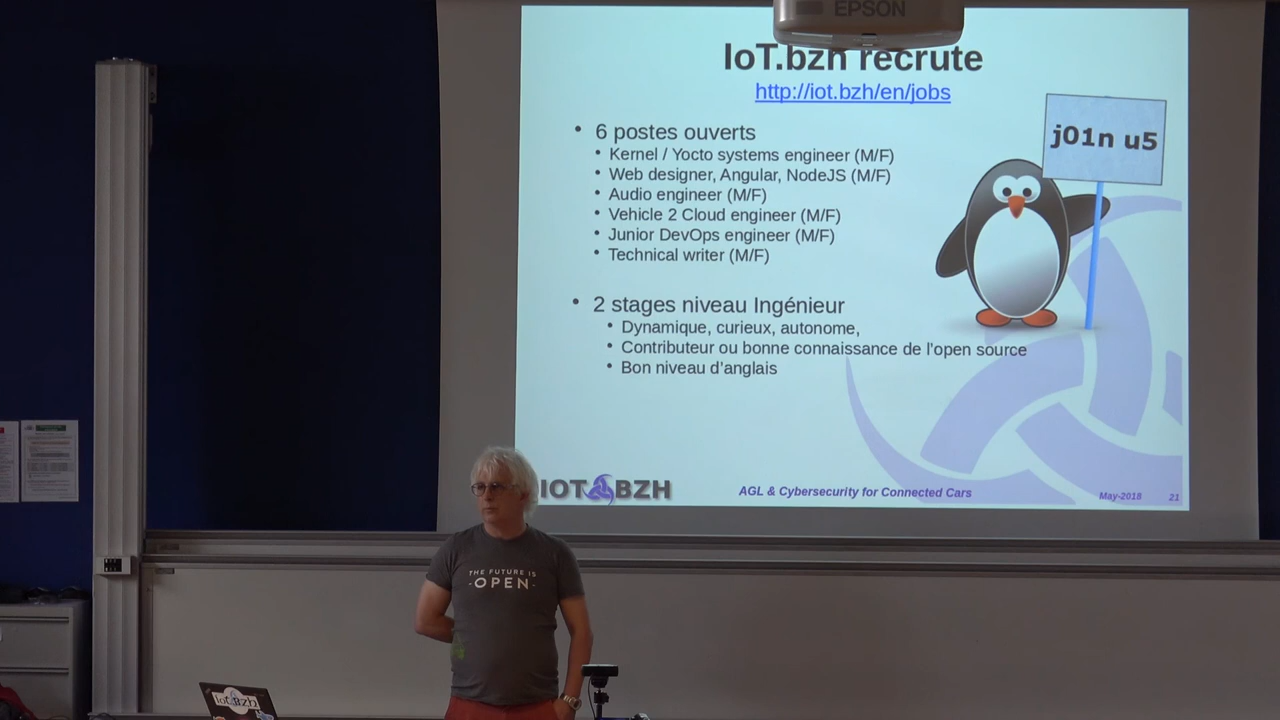 EPSON
IoT.bzh recrute
http://iot.bzh/en/jobs
j01n u5
• 6 postes ouverts
• Kernel / Yocto systems engineer (M/F)
• Web designer, Angular, NodeJS (M/F)
• Audio engineer (M/F)
• Vehicle 2 Cloud engineer (M/F)
• Junior DevOps engineer (M/F)
• Technical writer (M/F)
• 2 stages niveau Ingénieur
• Dynamique, curieux, autonome,
• Contributeur ou bonne connaissance de l'open source
• Bon niveau d'anglais
IOT BZH
AGL & Cybersecurity for Connected Cars
May-2018
21
THE FUTURE IS
-OPEN-
IoT.bzh